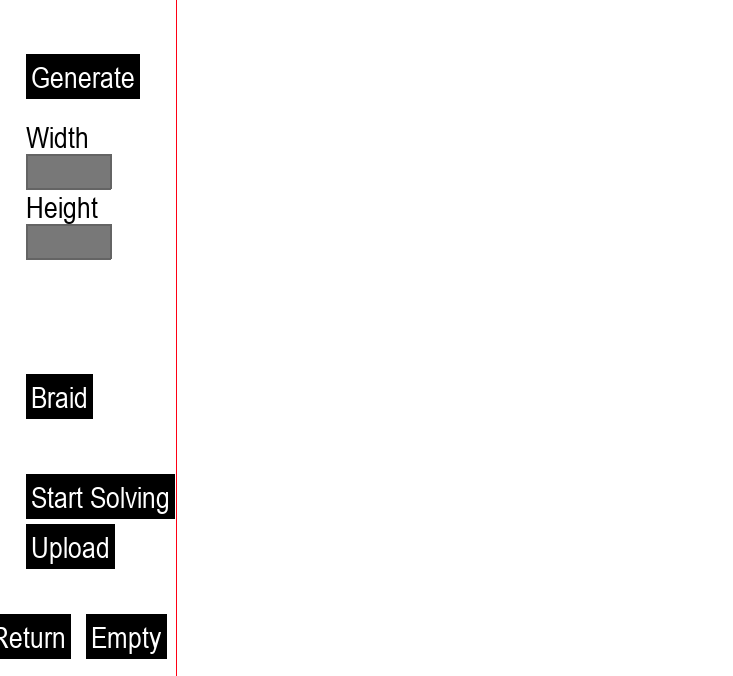 Generate
Width
Height
Braid
Start Solving
Upload
Return Empty